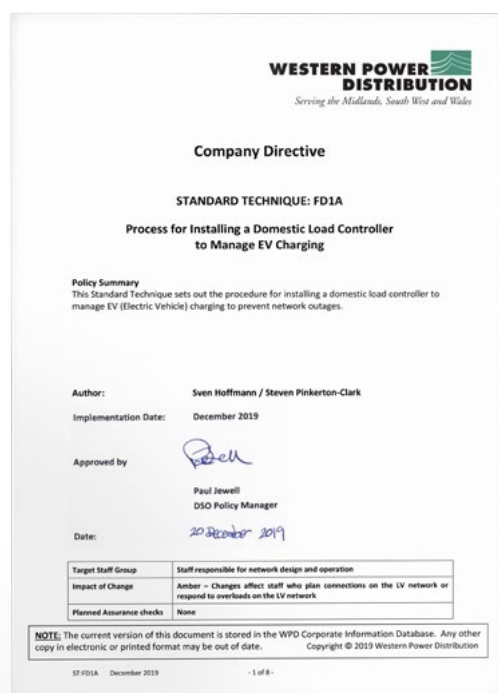 WESTERN POWER
DISTRIBUTION
Serving the Midlands, South West and Wales
Company Directive
STANDARD TECHNIQUE: FD1A
Process for Installing a Domestic Load Controller
to Manage EV Charging
Policy Summary
This Standard Technique sets out the procedure for installing a domestic load controller to
manage EV (Electric Vehicle) charging to prevent network outages.
Author: Sven Hoffmann / Steven Pinkerton-Clark
Implementation Date: December 2019
Approved by
Paul Jewell
DSO Policy Manager
Date: 20 December 2019
Target Staff Group Staff responsible for network design and operation
Impact of Change Amber – Changes affect staff who plan connections on the LV network or
respond to overloads on the LV network
Planned Assurance checks None
NOTE: The current version of this document is stored in the WPD Corporate Information Database. Any other
copy in electronic or printed format may be out of date. Copyright © 2019 Western Power Distribution
ST:FD1A December 2019 - 1 of 8 -